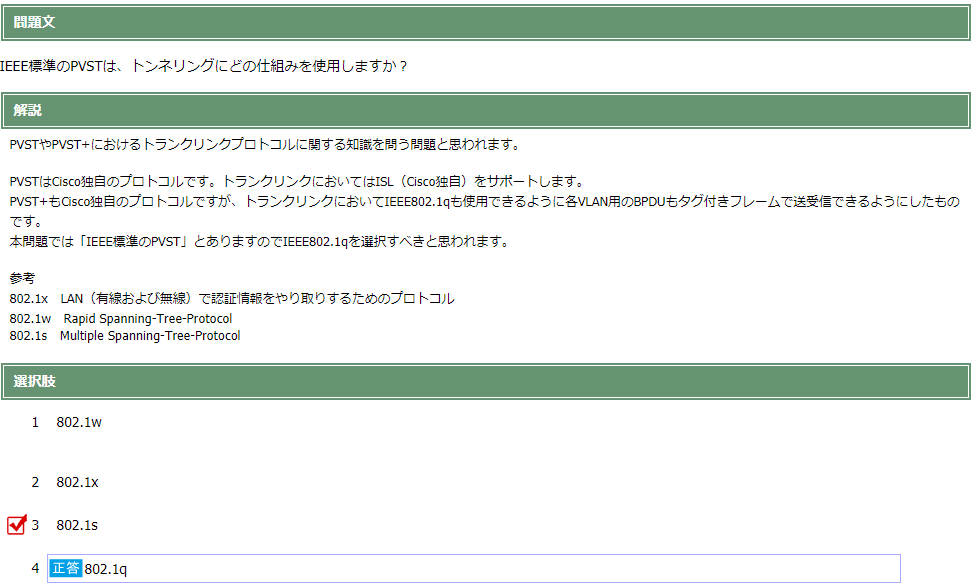 問題文
IEEE標準のPVSTは、トンネリングにどの仕組みを使用しますか？
解説
PVSTやPVST+におけるトランクリンクプロトコルに関する知識を問う問題と思われます。
PVSTはCisco独自のプロトコルです。トランクリンクにおいてはISL（Cisco独自）をサポートします。
PVST+もCisco独自のプロトコルですが、トランクリンクにおいてIEEE802.1qも使用できるように各VLAN用のBPDUもタグ付きフレームで送受信できるようにしたもの
です。
本問題では「IEEE標準のPVST」とありますのでIEEE802.1qを選択すべきと思われます。
参考
802.1x　LAN（有線および無線）で認証情報をやり取りするためのプロトコル
802.1w　Rapid Spanning-Tree-Protocol
802.1s　Multiple Spanning-Tree-Protocol
選択肢
1 802.1w
2 802.1x
3 802.1s
4 正答 802.1q